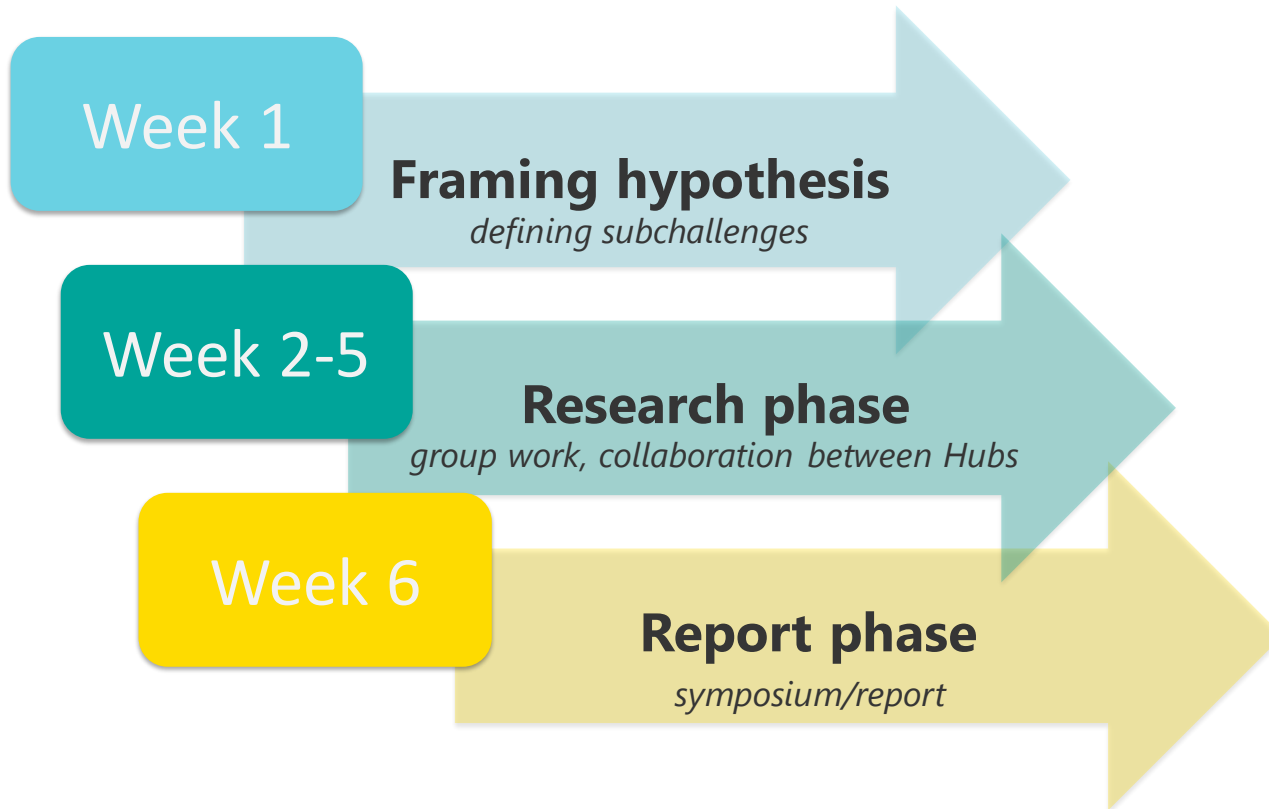 Week 1
Framing hypothesis
defining subchallenges
Week 2-5
Research phase
group work, collaboration between Hubs
Week 6
Report phase
symposium/report